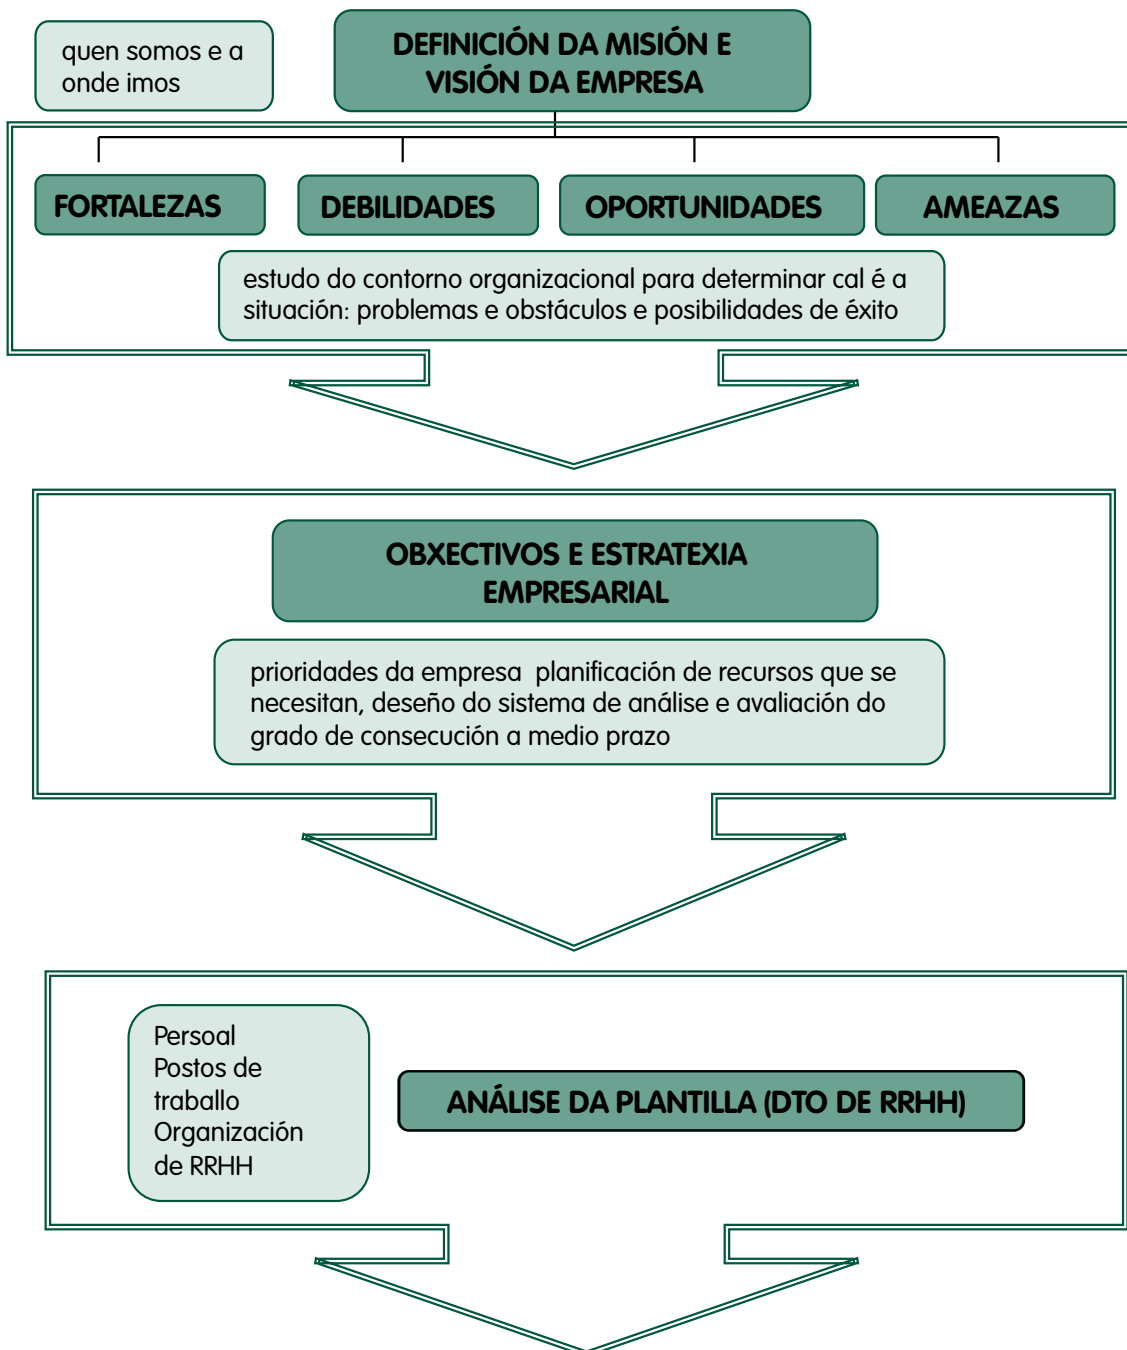 quen somos e a
onde imos
DEFINICIÓN DA MISIÓN E
VISIÓN DA EMPRESA
FORTALEZAS
DEBILIDADES
OPORTUNIDADES
AMEAZAS
estudo do contorno organizacional para determinar cal é a
situación: problemas e obstáculos e posibilidades de éxito
OBXECTIVOS E ESTRATEXIA
EMPRESARIAL
prioridades da empresa planificación de recursos que se
necesitan, deseño do sistema de análise e avaliación do
grado de consecución a medio prazo
Persoal
Postos de
traballo
Organización
de RRHH
ANÁLISE DA PLANTILLA (DTO DE RRHH)